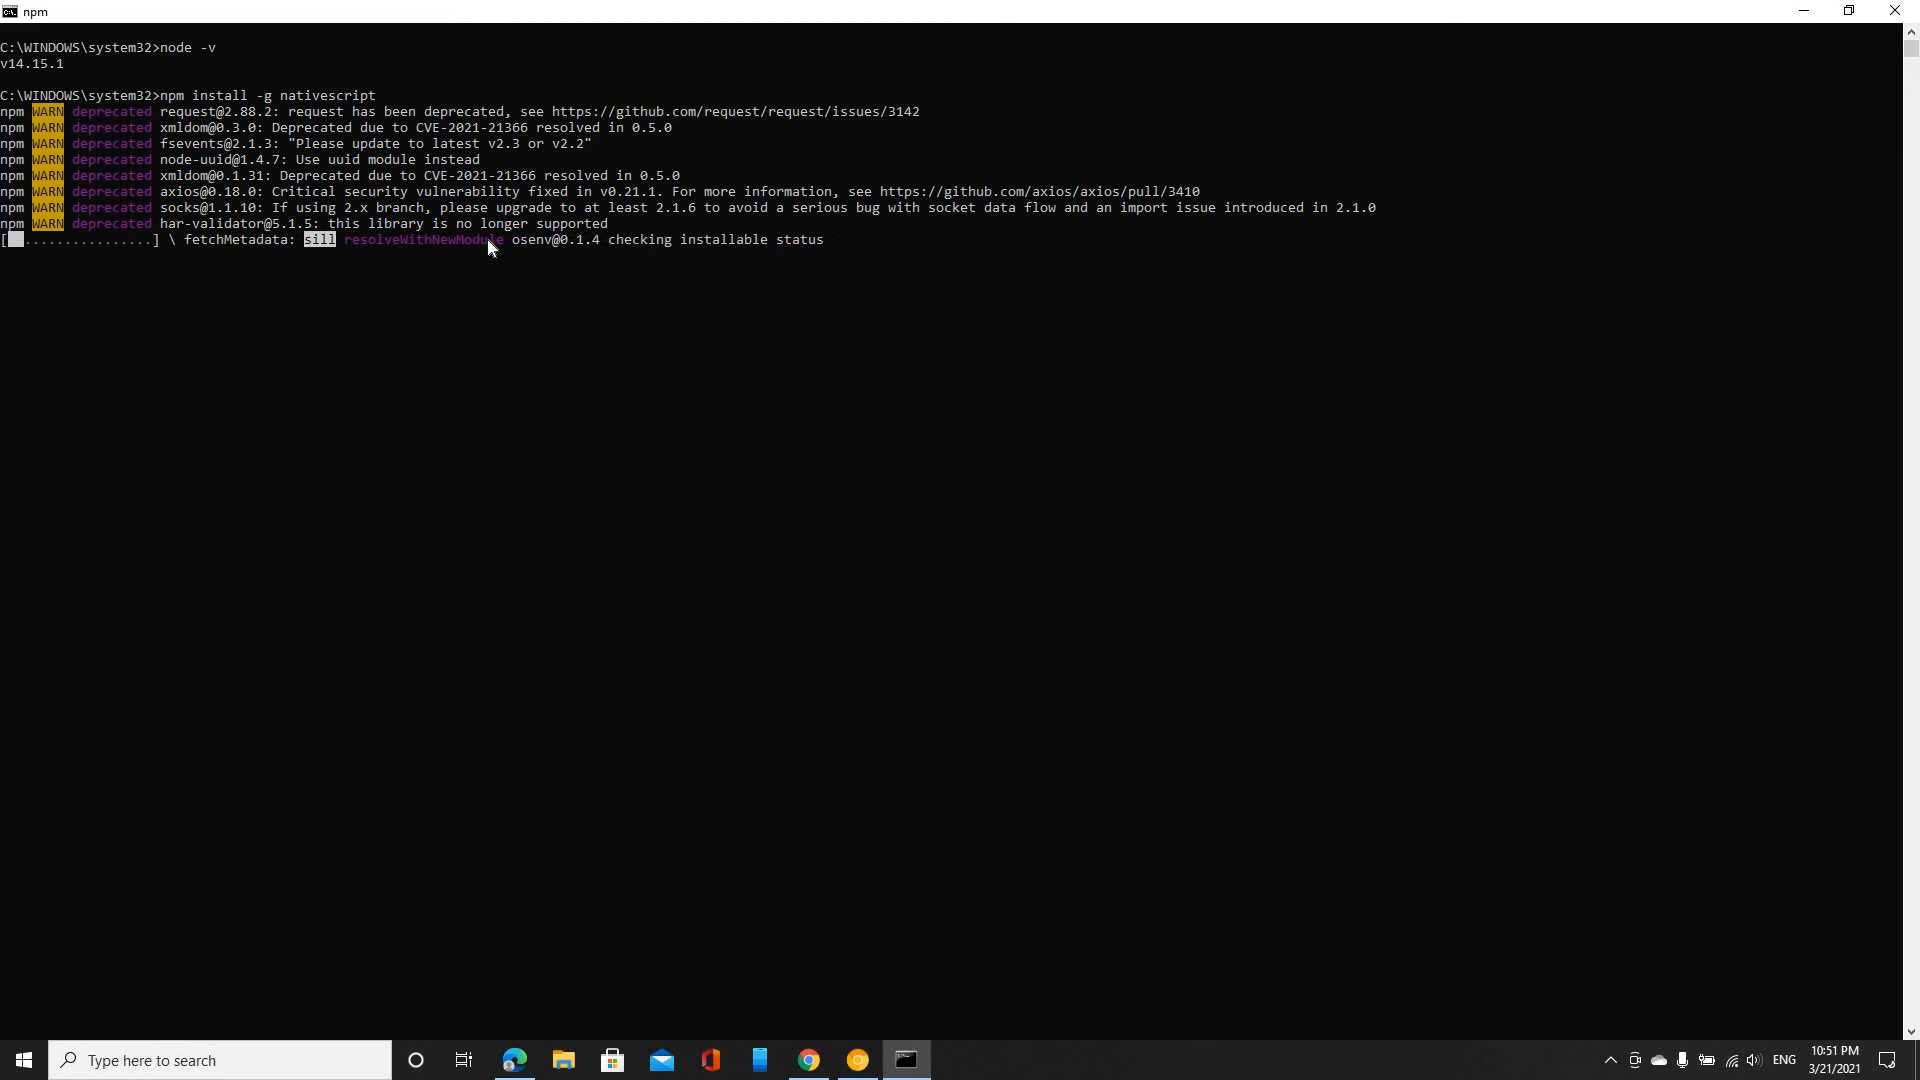 npm
C:\WINDOWS\system32>node -v
v14.15.1
C:\WINDOWS\system32>npm install -g nativescript
npm WARN deprecated request@2.88.2: request has been deprecated, see https://github.com/request/request/issues/3142
npm WARN deprecated xmldom@0.3.0: Deprecated due to CVE-2021-21366 resolved in 0.5.0
npm WARN deprecated fsevents@2.1.3: "Please update to latest v2.3 or v2.2"
npm WARN deprecated node-uuid@1.4.7: Use uuid module instead
npm WARN deprecated xmldom@0.1.31: Deprecated due to CVE-2021-21366 resolved in 0.5.0
npm WARN deprecated axios@0.18.0: Critical security vulnerability fixed in v0.21.1. For more information, see https://github.com/axios/axios/pull/3410
npm WARN deprecated socks@1.1.10: If using 2.x branch, please upgrade to at least 2.1.6 to avoid a serious bug with socket data flow and an import issue introduced in 2.1.0
npm WARN deprecated har-validator@5.1.5: this library is no longer supported
[ ................] \ fetchMetadata: sill resolveWithNewModule osenv@0.1.4 checking installable status
Type here to search
ENG
10:51 PM
3/21/2021